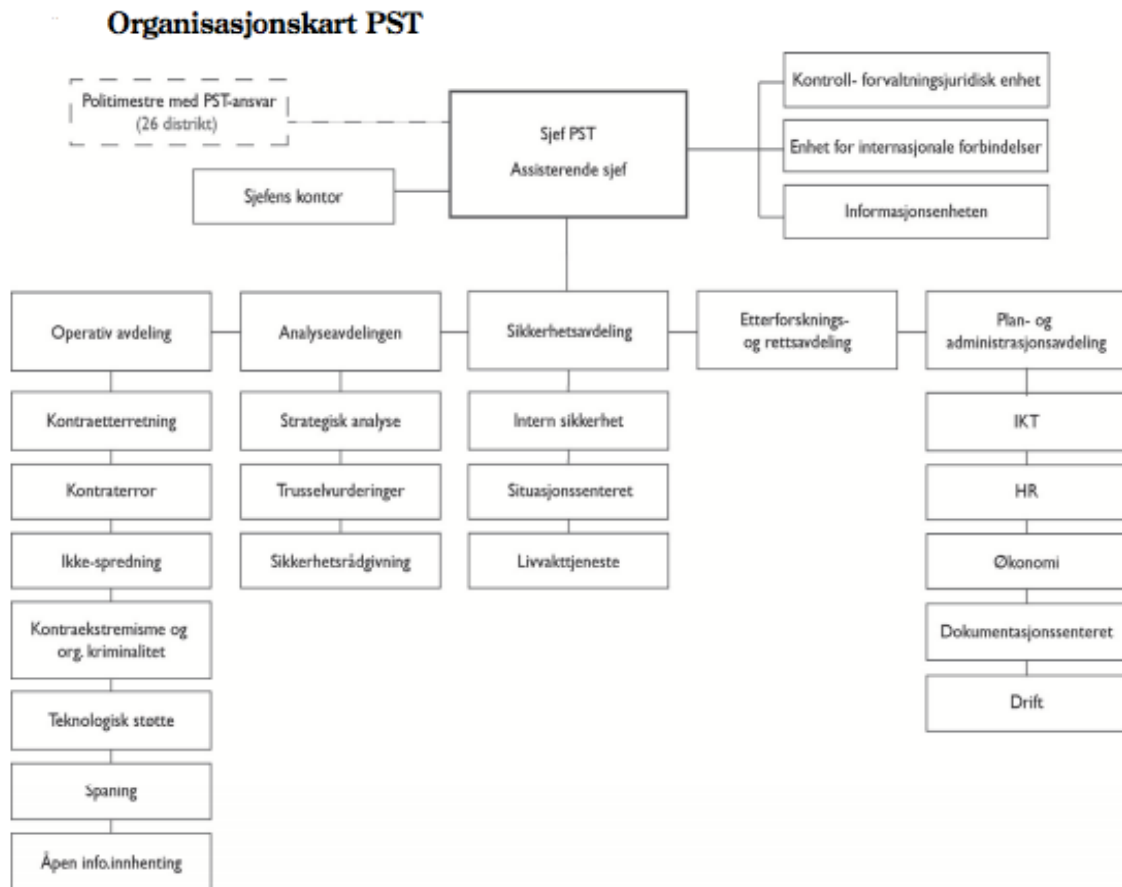 Organisasjonskart PST
Politimestre med PST-ansvar
(26 distrikt)
Sjefens kontor
Sjef PST
Assisterende sjef
Kontroll- forvaltningsjuridisk enhet
Enhet for internasjonale forbindelser
Informasjonsenheten
Operativ avdeling
Kontraetterretning
Kontraterror
Ikke-spredning
Kontraekstremisme og
org. kriminalitet
Teknologisk støtte
Spaning
Åpen info.innhenting
Analyseavdelingen
Strategisk analyse
Trusselvurderinger
Sikkerhetsrådgivning
Sikkerhetsavdeling
Intern sikkerhet
Situasjonssenteret
Livvakttjeneste
Etterforsknings-
og rettsavdeling
Plan- og
administrasjonsavdeling
IKT
HR
Økonomi
Dokumentasjonssenteret
Drift